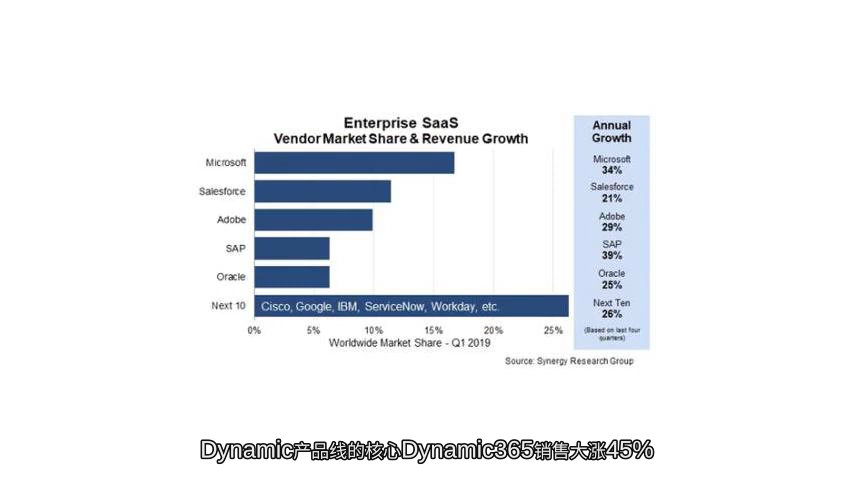 Enterprise SaaS
Vendor Market Share & Revenue Growth
Microsoft
Salesforce
Adobe
SAP
Oracle
Next 10
Cisco, Google, IBM, ServiceNow, Workday, etc.
0% 5% 10% 15% 20% 25%
Worldwide Market Share - Q1 2019
Annual
Growth
Microsoft
34%
Salesforce
21%
Adobe
29%
SAP
39%
Oracle
25%
Next Ten
26%
(Based on last four
quarters)
Source: Synergy Research Group
Dynamic产品线的核心Dynamic365销售大涨45%